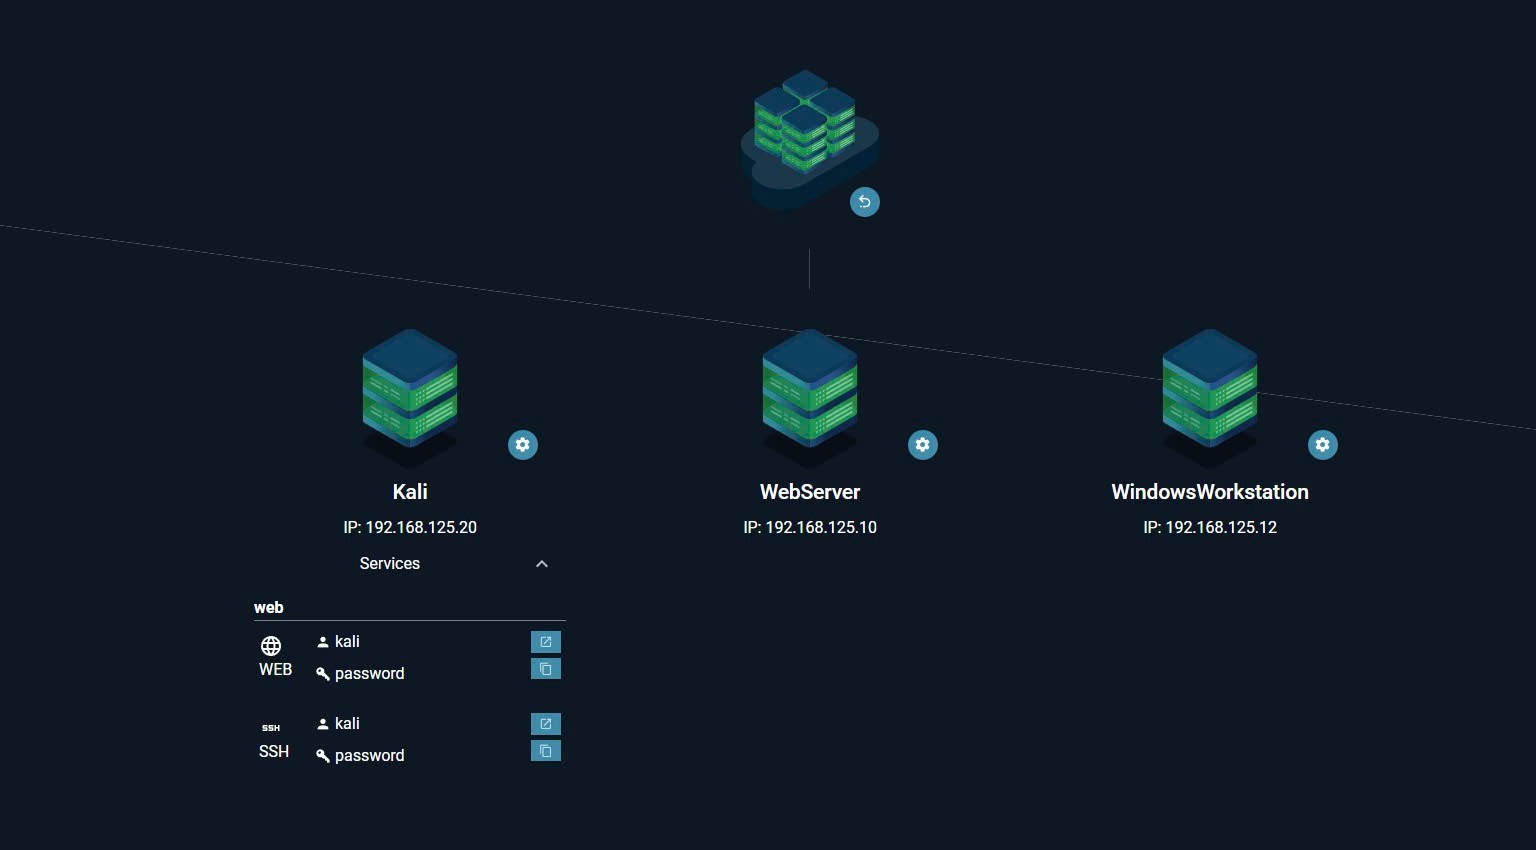 Kali
IP: 192.168.125.20
Services
web
WEB
kali
password
SSH
SSH
kali
password
WebServer
IP: 192.168.125.10
WindowsWorkstation
IP: 192.168.125.12